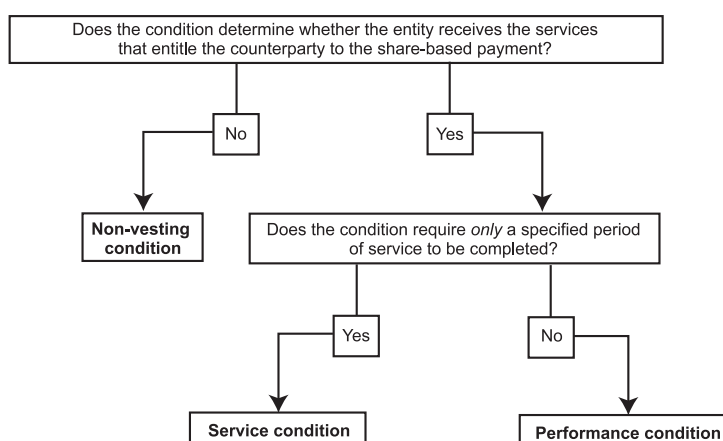 Does the condition determine whether the entity receives the services
that entitle the counterparty to the share-based payment?
No
Yes
Non-vesting
condition
Does the condition require only a specified period
of service to be completed?
Yes
No
Service condition
Performance condition